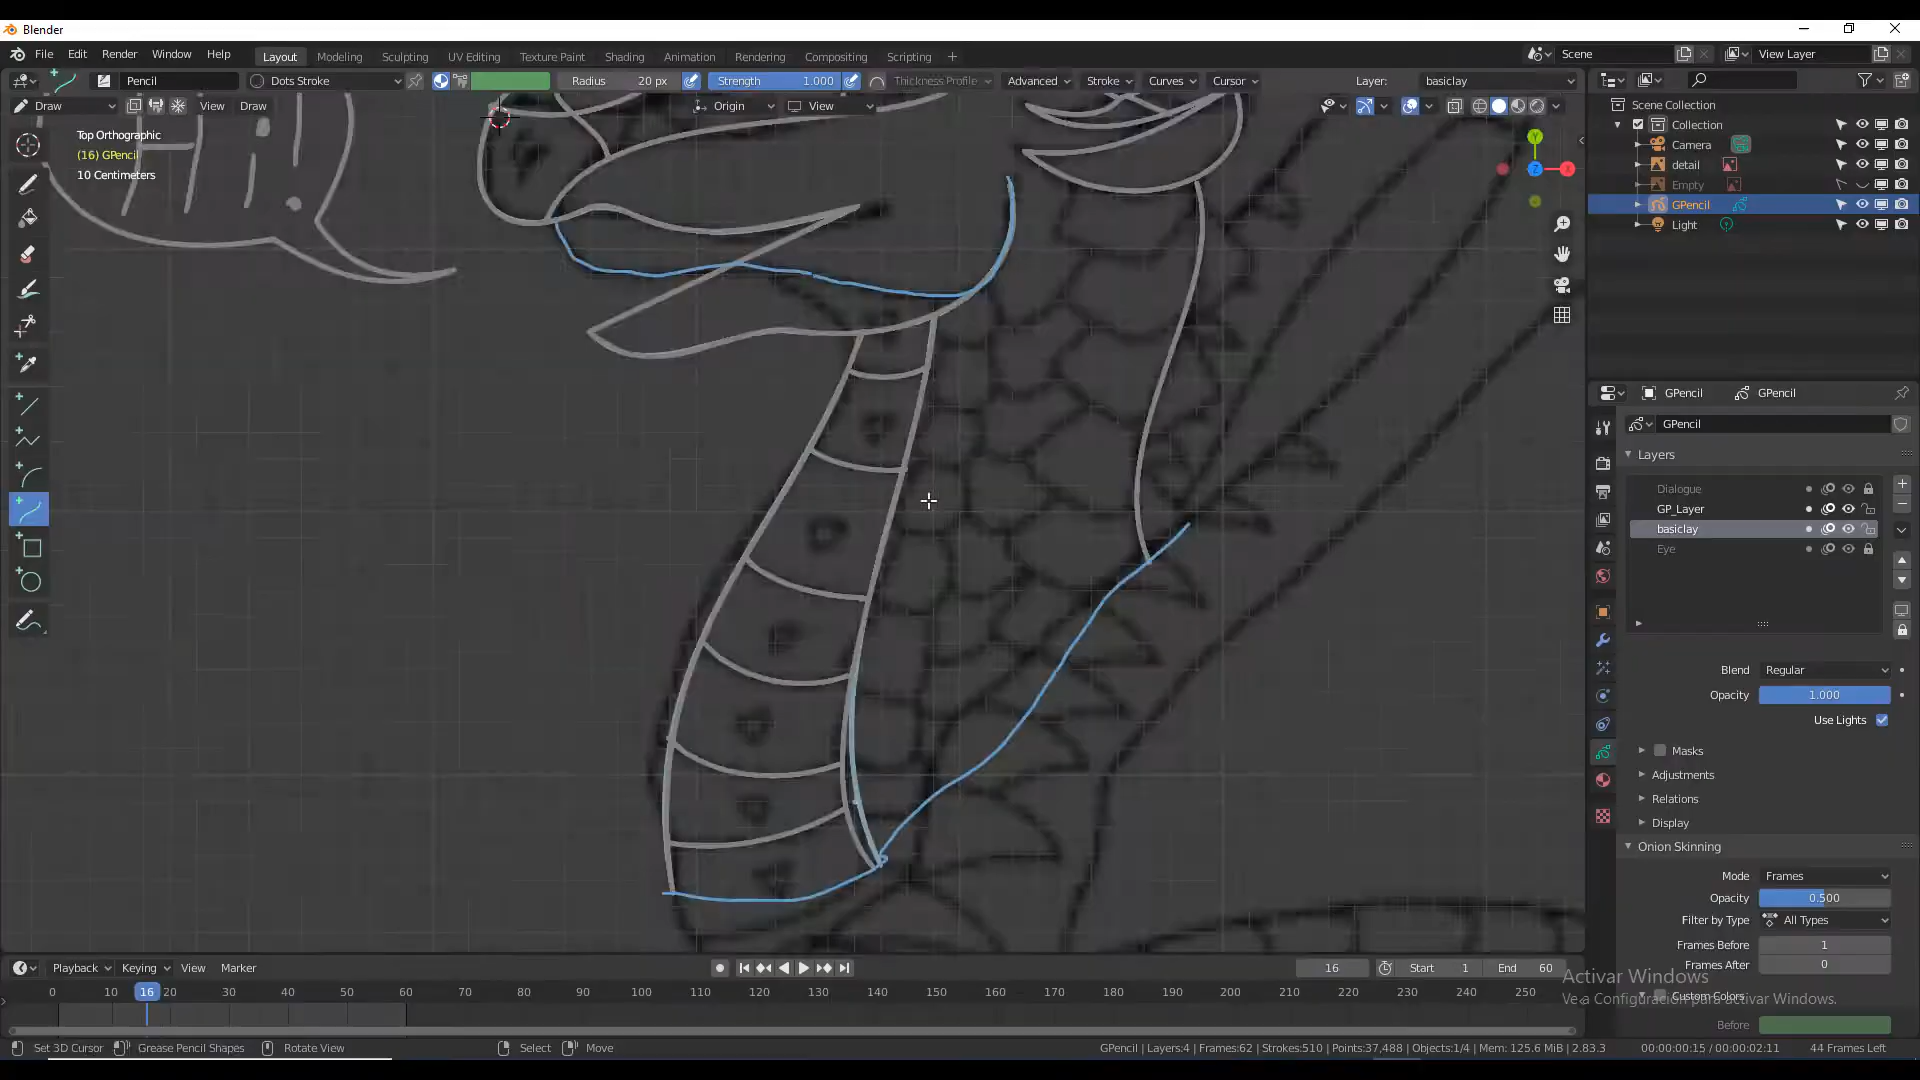 Blender
File Edit Render Window Help Layout Modeling Sculpting UV Editing Texture Paint Shading Animation Rendering Compositing Scripting + Scene View Layer
Pencil Dots Stroke Radius 20 px Strength 1.000 Thickness Profile Advanced Stroke Curves Cursor Layer: basiclay
Draw View Draw Origin View
Top Orthographic
(16) GPencil
10 Centimeters
Y
X
Z
Scene Collection
Collection
Camera
detail
Empty
GPencil
Light
GPencil GPencil
GPencil
Layers
Dialogue
GP_Layer
basiclay
Eye
Blend Regular
Opacity 1.000
Use Lights
Masks
Adjustments
Relations
Display
Onion Skinning
Mode Frames
Opacity 0.500
Filter by Type All Types
Frames Before 1
Frames After 0
Custom Colors
Before
Activar Windows
Ve a Configuración para activar Windows.
Playback Keying View Marker 16 Start 1 End 60
0 10 16 20 30 40 50 60 70 80 90 100 110 120 130 140 150 160 170 180 190 200 210 220 230 240 250
Set 3D Cursor Grease Pencil Shapes Rotate View Select Move GPencil | Layers:4 | Frames:62 | Strokes:510 | Points:37,488 | Objects:1/4 | Mem: 125.6 MiB | 2.83.3 00:00:00:15 / 00:00:02:11 44 Frames Left